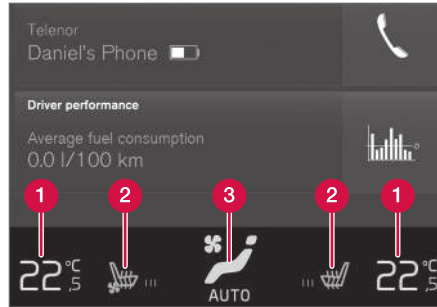 Telenor
Daniel's Phone
Driver performance
Average fuel consumption
0.0 l/100 km
1 2 3 2 1
22°C,5 22°C,5
AUTO